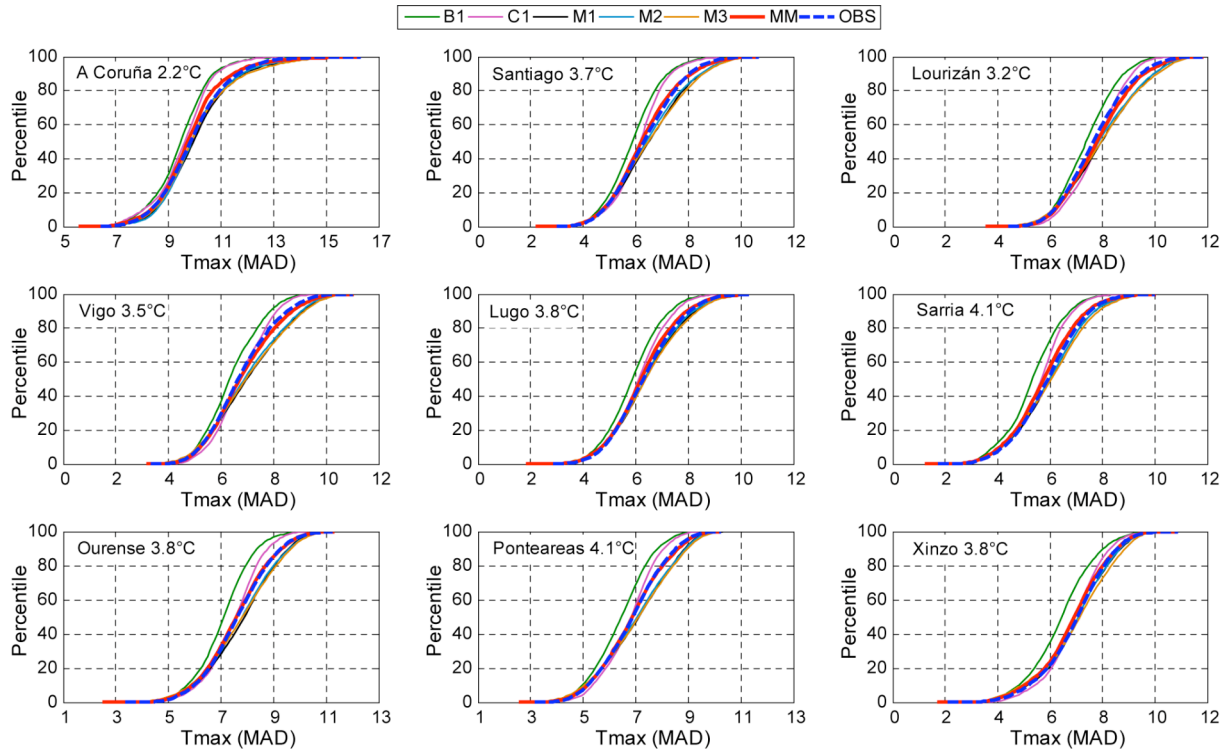 B1 C1 M1 M2 M3 MM OBS
A Coruña 2.2°C
Percentile
100
80
60
40
20
0
5 7 9 11 13 15 17
Tmax (MAD)
Santiago 3.7°C
Percentile
100
80
60
40
20
0
0 2 4 6 8 10 12
Tmax (MAD)
Lourizán 3.2°C
Percentile
100
80
60
40
20
0
0 2 4 6 8 10 12
Tmax (MAD)
Vigo 3.5°C
Percentile
100
80
60
40
20
0
0 2 4 6 8 10 12
Tmax (MAD)
Lugo 3.8°C
Percentile
100
80
60
40
20
0
0 2 4 6 8 10 12
Tmax (MAD)
Sarria 4.1°C
Percentile
100
80
60
40
20
0
0 2 4 6 8 10 12
Tmax (MAD)
Ourense 3.8°C
Percentile
100
80
60
40
20
0
1 3 5 7 9 11 13
Tmax (MAD)
Ponteareas 4.1°C
Percentile
100
80
60
40
20
0
1 3 5 7 9 11 13
Tmax (MAD)
Xinzo 3.8°C
Percentile
100
80
60
40
20
0
0 2 4 6 8 10 12
Tmax (MAD)